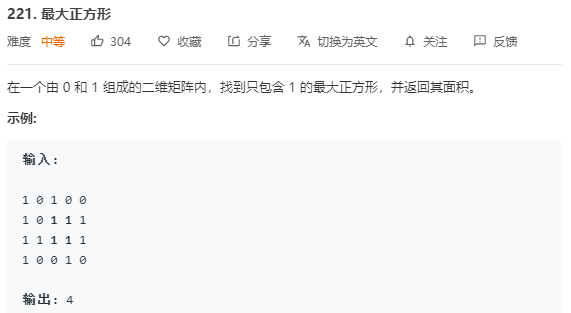 221. 最大正方形
难度 中等 304 收藏 分享 切换为英文 关注 反馈
在一个由 0 和 1 组成的二维矩阵内，找到只包含 1 的最大正方形，并返回其面积。
示例:
输入:
1 0 1 0 0
1 0 1 1 1
1 1 1 1 1
1 0 0 1 0
输出: 4